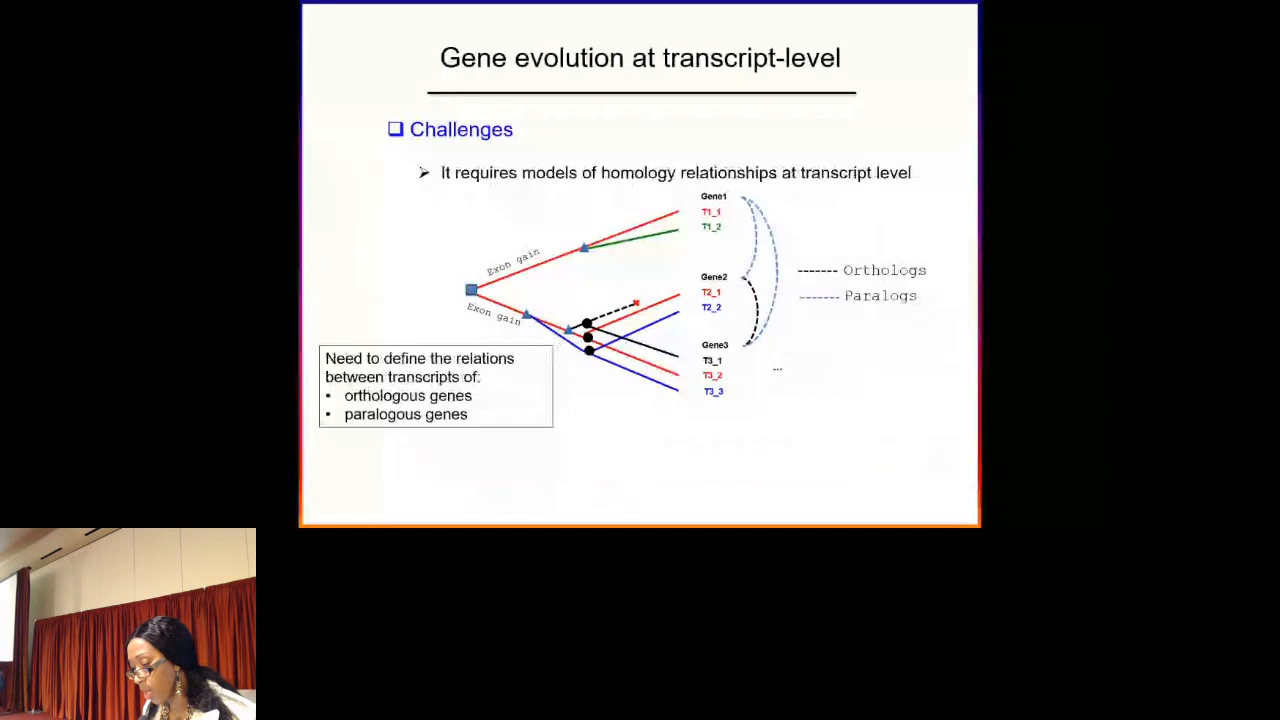 Gene evolution at transcript-level
❑ Challenges
➢ It requires models of homology relationships at transcript level
Gene1
T1_1
T1_2
Exon gain
Gene2
T2_1
T2_2
Orthologs
Paralogs
Exon gain
Gene3
T3_1
T3_2
T3_3
...
Need to define the relations
between transcripts of:
▪ orthologous genes
▪ paralogous genes